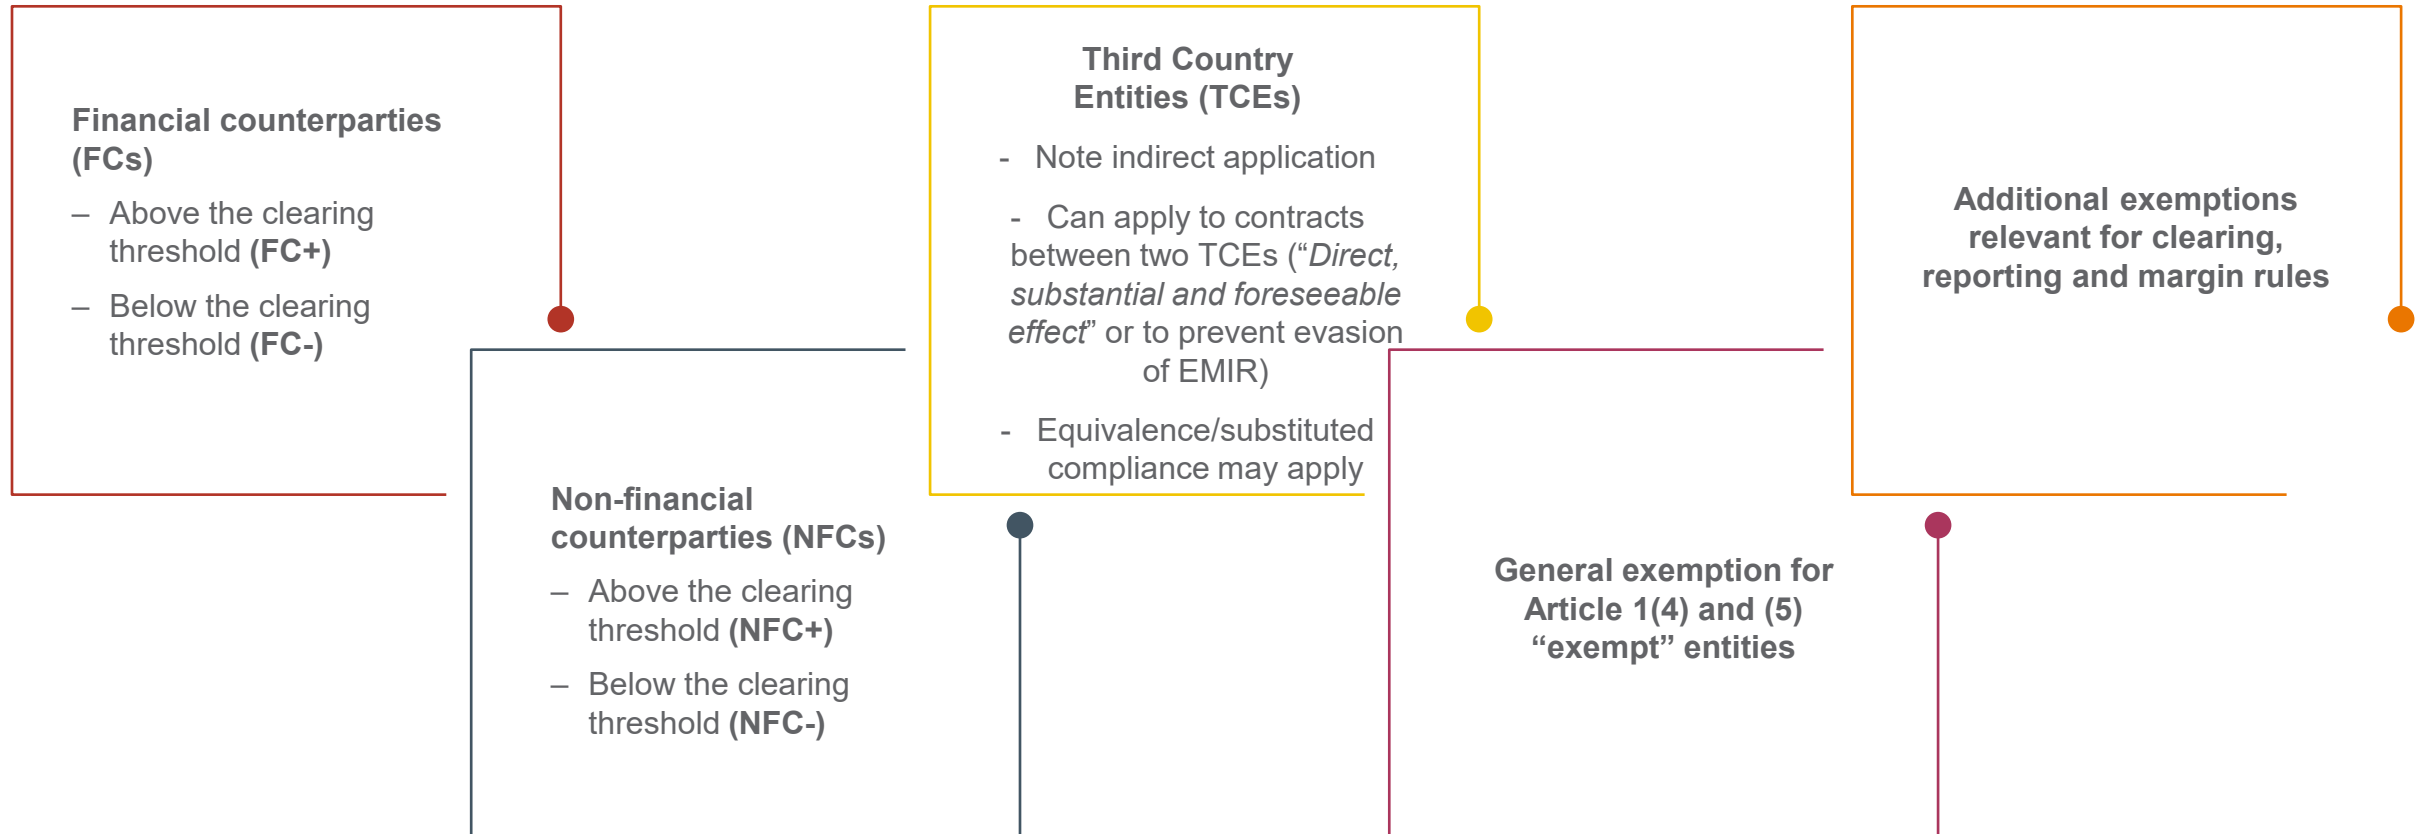 Financial counterparties
(FCs)
– Above the clearing
threshold (FC+)
– Below the clearing
threshold (FC-)
Non-financial
counterparties (NFCs)
– Above the clearing
threshold (NFC+)
– Below the clearing
threshold (NFC-)
Third Country
Entities (TCEs)
- Note indirect application
- Can apply to contracts
between two TCEs (“Direct,
substantial and foreseeable
effect” or to prevent evasion
of EMIR)
- Equivalence/substituted
compliance may apply
General exemption for
Article 1(4) and (5)
“exempt” entities
Additional exemptions
relevant for clearing,
reporting and margin rules